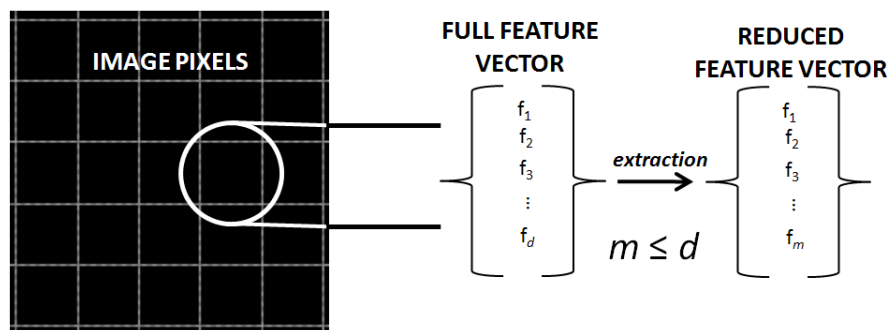 IMAGE PIXELS
FULL FEATURE
VECTOR
f1
f2
f3
⋮
fd
extraction
m ≤ d
REDUCED
FEATURE VECTOR
f1
f2
f3
⋮
fm